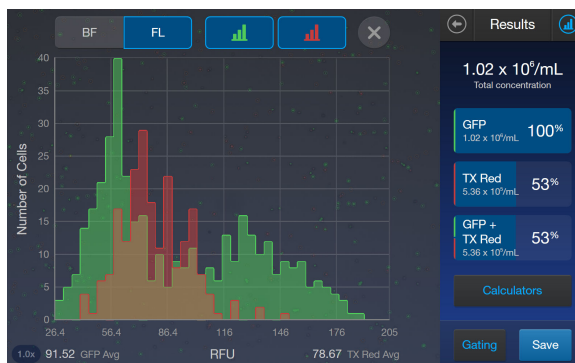 BF
FL
Results
1.02 x 10⁶/mL
Total concentration
GFP
1.02 x 10⁶/mL
100%
TX Red
5.36 x 10⁵/mL
53%
GFP +
TX Red
5.36 x 10⁵/mL
53%
Calculators
Gating
Save
Number of Cells
40
35
30
25
20
15
10
5
0
26.4
56.4
86.4
116
146
176
205
1.0x
91.52 GFP Avg
RFU
78.67 TX Red Avg